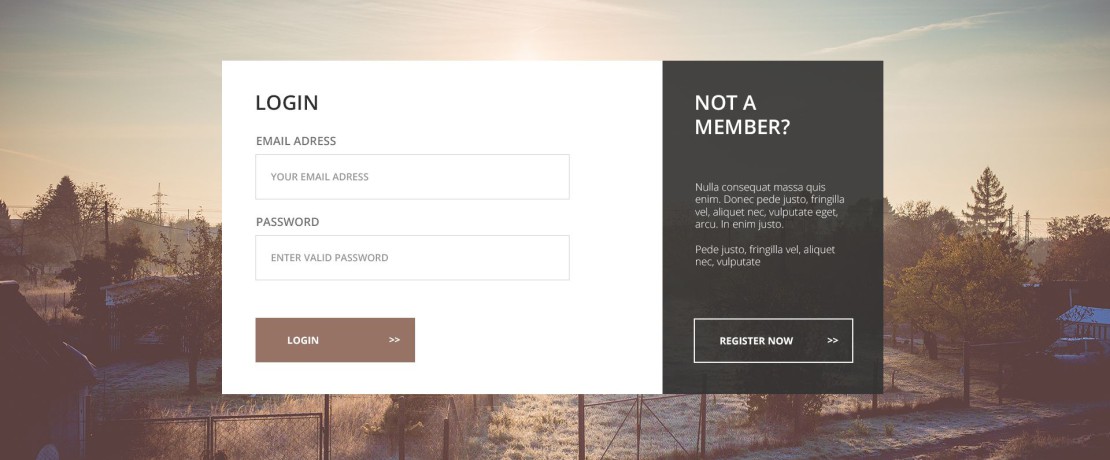 LOGIN
EMAIL ADRESS
YOUR EMAIL ADRESS
PASSWORD
ENTER VALID PASSWORD
LOGIN >>
NOT A
MEMBER?
Nulla consequat massa quis
enim. Donec pede justo, fringilla
vel, aliquet nec, vulputate eget,
arcu. In enim justo.
Pede justo, fringilla vel, aliquet
nec, vulputate
REGISTER NOW >>